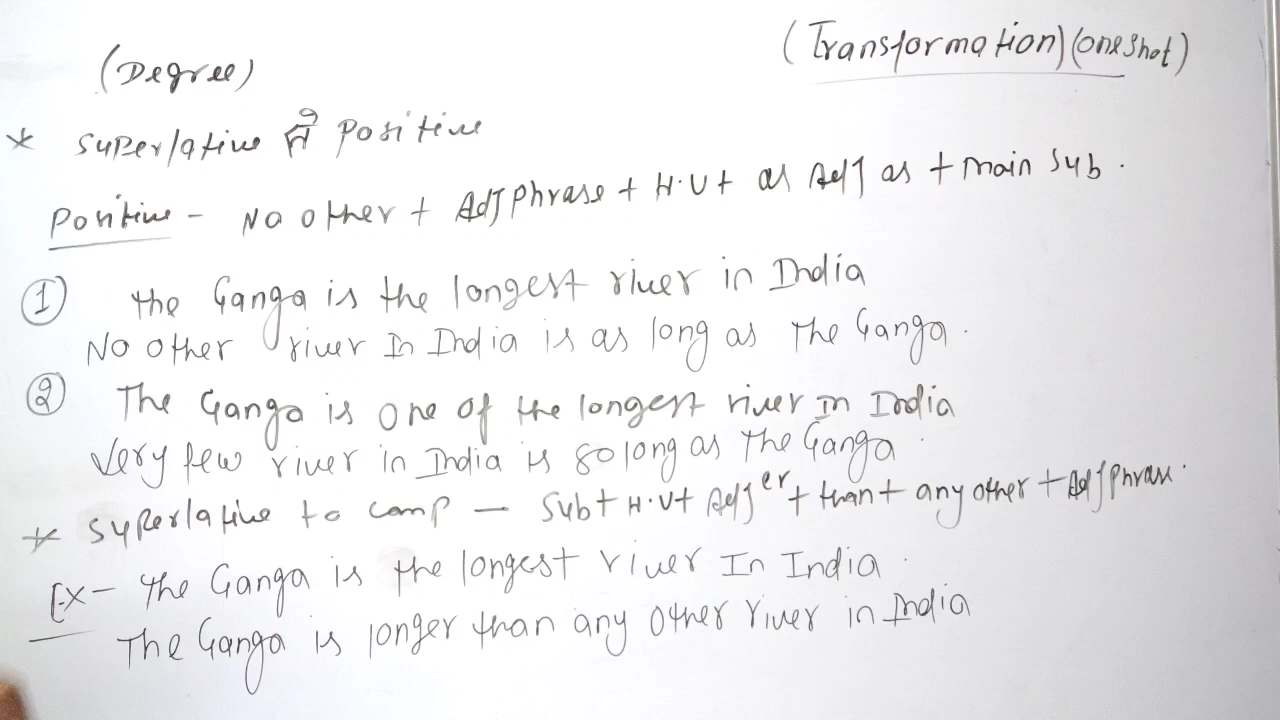 (Transformation) (one shot)
(Degree)
* Superlative से Positive
Positive - No other + Adj Phrase + H.V + as Adj as + main sub.
① the Ganga is the longest river in India
No other river In India is as long as The Ganga.
② The Ganga is one of the longest river in India
Very few river in India is so long as The Ganga.
* Superlative to comp – Sub + H.V + Adj er + than + any other + Adj Phrase.
Ex – The Ganga is the longest river In India.
The Ganga is longer than any other river in India